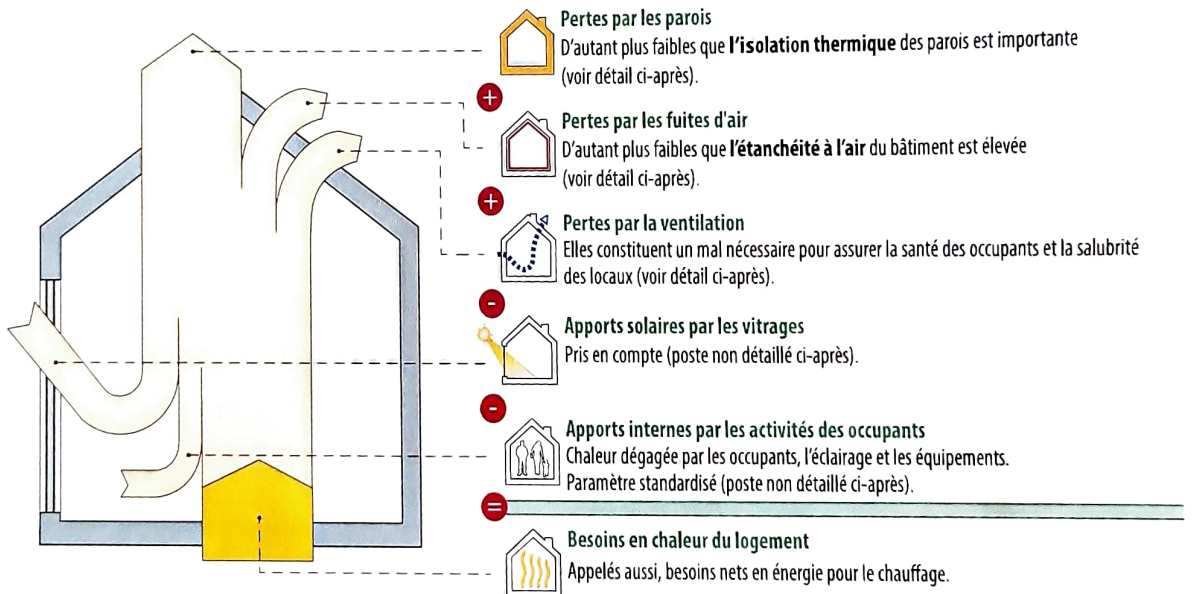 Pertes par les parois
D'autant plus faibles que l'isolation thermique des parois est importante
(voir détail ci-après).
+
Pertes par les fuites d'air
D'autant plus faibles que l'étanchéité à l'air du bâtiment est élevée
(voir détail ci-après).
+
Pertes par la ventilation
Elles constituent un mal nécessaire pour assurer la santé des occupants et la salubrité
des locaux (voir détail ci-après).
-
Apports solaires par les vitrages
Pris en compte (poste non détaillé ci-après).
-
Apports internes par les activités des occupants
Chaleur dégagée par les occupants, l'éclairage et les équipements.
Paramètre standardisé (poste non détaillé ci-après).
=
Besoins en chaleur du logement
Appelés aussi, besoins nets en énergie pour le chauffage.